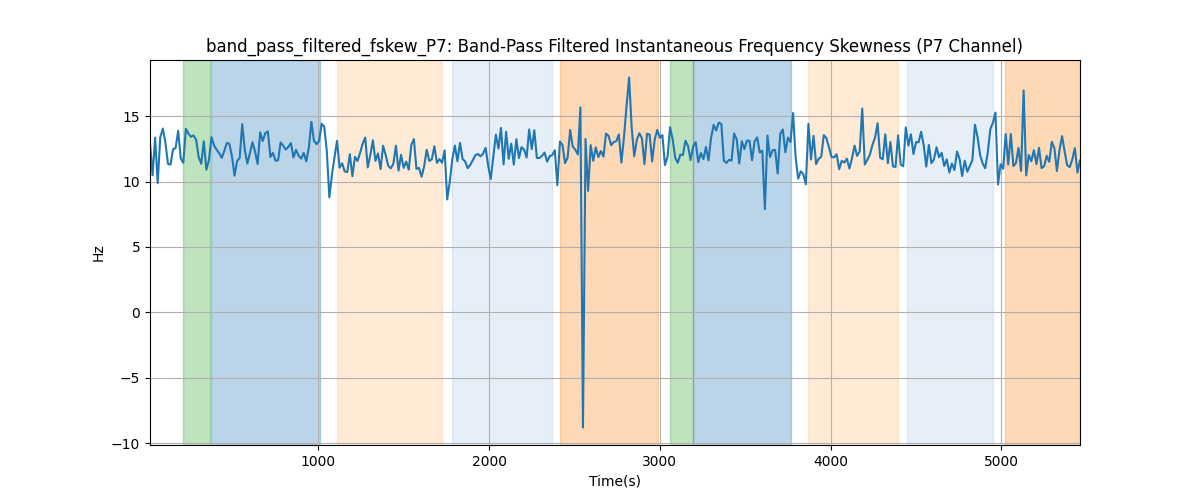 band_pass_filtered_fskew_P7: Band-Pass Filtered Instantaneous Frequency Skewness (P7 Channel)
15
10
5
0
−5
−10
Hz
1000 2000 3000 4000 5000
Time(s)